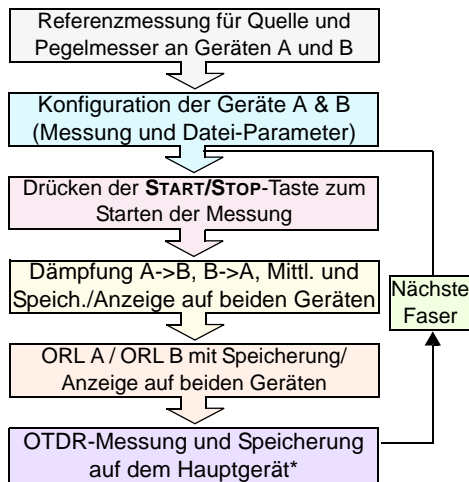 Referenzmessung für Quelle und
Pegelmesser an Geräten A und B
Konfiguration der Geräte A & B
(Messung und Datei-Parameter)
Drücken der START/STOP-Taste zum
Starten der Messung
Dämpfung A->B, B->A, Mittl. und
Speich./Anzeige auf beiden Geräten
ORL A / ORL B mit Speicherung/
Anzeige auf beiden Geräten
OTDR-Messung und Speicherung
auf dem Hauptgerät*
Nächste
Faser